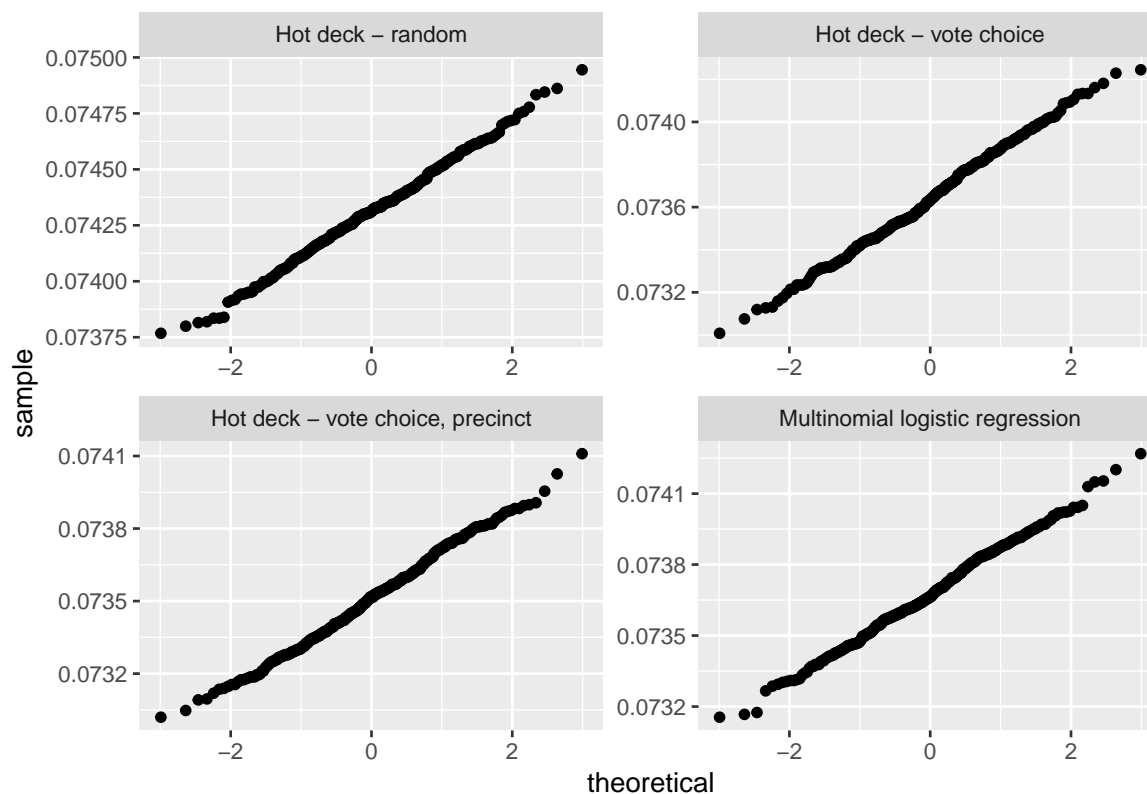 Hot deck − random
0.07500
0.07475
0.07450
0.07425
0.07400
0.07375
−2 0 2
Hot deck − vote choice
0.0740
0.0736
0.0732
−2 0 2
sample
Hot deck − vote choice, precinct
0.0741
0.0738
0.0735
0.0732
−2 0 2
Multinomial logistic regression
0.0741
0.0738
0.0735
0.0732
−2 0 2
theoretical